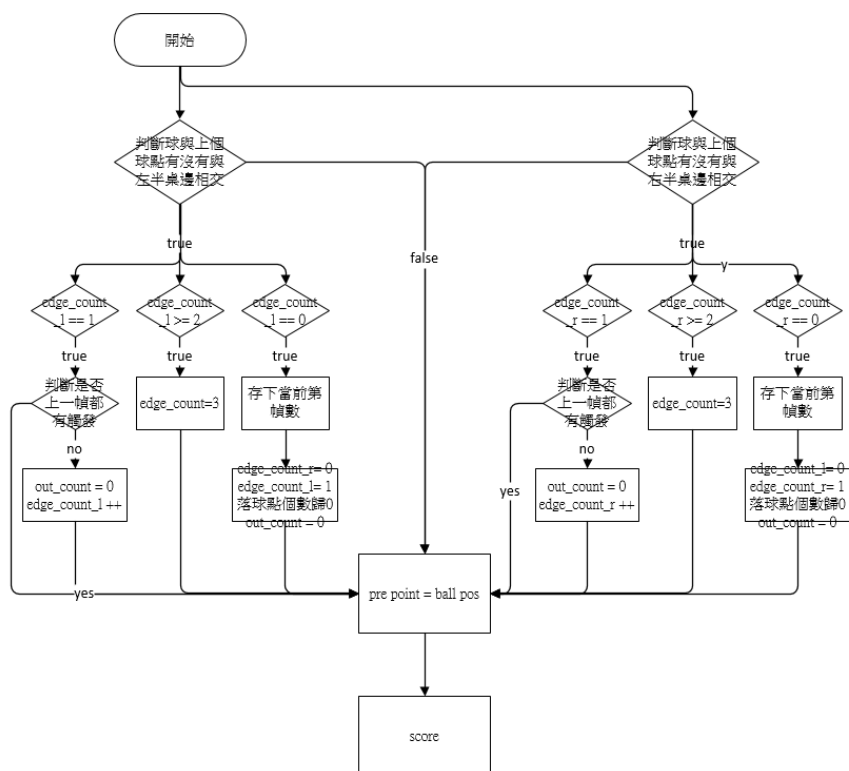 開始
判斷球與上個
球點有沒有與
左半桌邊相交
判斷球與上個
球點有沒有與
右半桌邊相交
true
true
false
y
edge_count
_l == 1
edge_count
_l >= 2
edge_count
_l == 0
edge_count
_r == 1
edge_count
_r >= 2
edge_count
_r == 0
true
true
true
true
true
true
判斷是否
上一幀都
有觸發
edge_count=3
存下當前第
幀數
判斷是否
上一幀都
有觸發
edge_count=3
存下當前第
幀數
no
no
out_count = 0
edge_count_l ++
edge_count_r= 0
edge_count_l= 1
落球點個數歸0
out_count = 0
yes
out_count = 0
edge_count_r ++
edge_count_l= 0
edge_count_r= 1
落球點個數歸0
out_count = 0
yes
pre point = ball pos
score